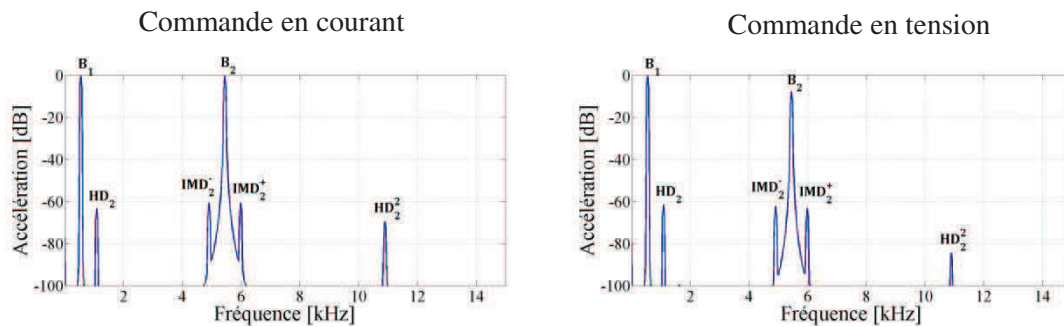 Commande en courant
B1
B2
0
-20
-40
-60
-80
-100
HD2
IMD2-
IMD2+
HD2^2
2
4
6
8
10
12
14
Accélération [dB]
Fréquence [kHz]
Commande en tension
B1
B2
0
-20
-40
-60
-80
-100
HD2
IMD2-
IMD2+
HD2^2
2
4
6
8
10
12
14
Accélération [dB]
Fréquence [kHz]